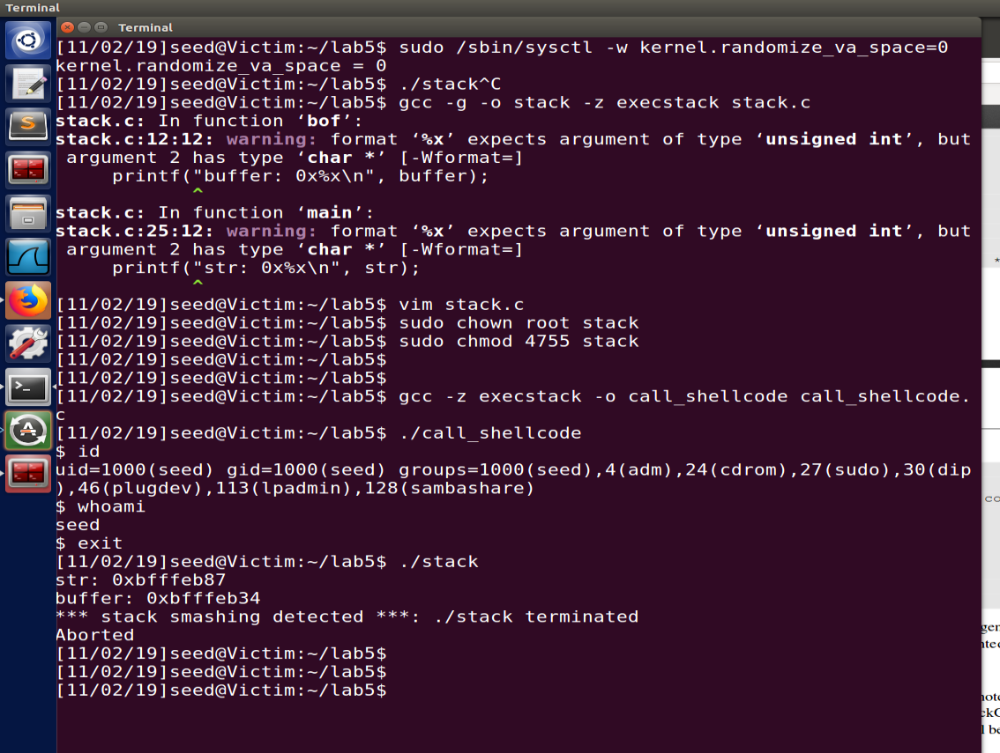 Terminal
Terminal
[11/02/19]seed@Victim:~/lab5$ sudo /sbin/sysctl -w kernel.randomize_va_space=0
kernel.randomize_va_space = 0
[11/02/19]seed@Victim:~/lab5$ ./stack^C
[11/02/19]seed@Victim:~/lab5$ gcc -g -o stack -z execstack stack.c
stack.c: In function ‘bof’:
stack.c:12:12: warning: format ‘%x’ expects argument of type ‘unsigned int’, but
 argument 2 has type ‘char *’ [-Wformat=]
     printf("buffer: 0x%x\n", buffer);
            ^
stack.c: In function ‘main’:
stack.c:25:12: warning: format ‘%x’ expects argument of type ‘unsigned int’, but
 argument 2 has type ‘char *’ [-Wformat=]
     printf("str: 0x%x\n", str);
            ^
[11/02/19]seed@Victim:~/lab5$ vim stack.c
[11/02/19]seed@Victim:~/lab5$ sudo chown root stack
[11/02/19]seed@Victim:~/lab5$ sudo chmod 4755 stack
[11/02/19]seed@Victim:~/lab5$
[11/02/19]seed@Victim:~/lab5$
[11/02/19]seed@Victim:~/lab5$ gcc -z execstack -o call_shellcode call_shellcode.
c
[11/02/19]seed@Victim:~/lab5$ ./call_shellcode
$ id
uid=1000(seed) gid=1000(seed) groups=1000(seed),4(adm),24(cdrom),27(sudo),30(dip
),46(plugdev),113(lpadmin),128(sambashare)
$ whoami
seed
$ exit
[11/02/19]seed@Victim:~/lab5$ ./stack
str: 0xbfffeb87
buffer: 0xbfffeb34
*** stack smashing detected ***: ./stack terminated
Aborted
[11/02/19]seed@Victim:~/lab5$
[11/02/19]seed@Victim:~/lab5$
[11/02/19]seed@Victim:~/lab5$